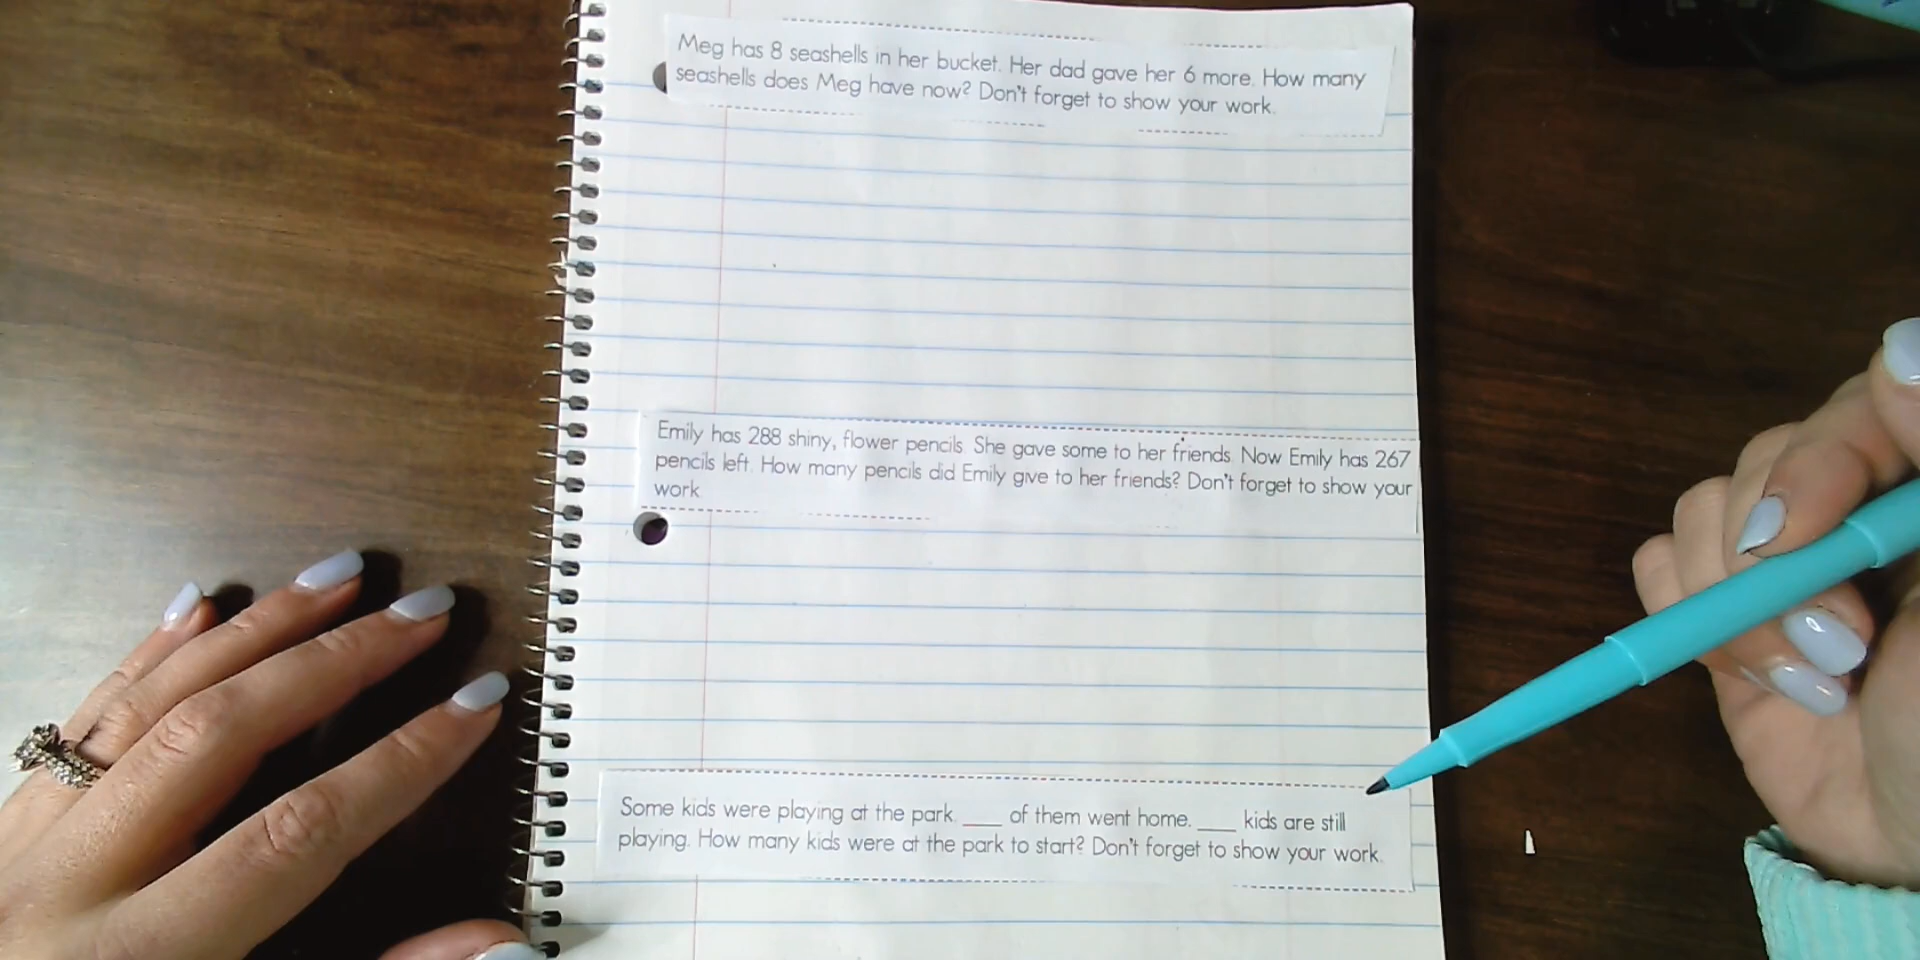 Meg has 8 seashells in her bucket. Her dad gave her 6 more. How many
seashells does Meg have now? Don't forget to show your work.
Emily has 288 shiny, flower pencils. She gave some to her friends. Now Emily has 267
pencils left. How many pencils did Emily give to her friends? Don't forget to show your
work.
Some kids were playing at the park. ___ of them went home. ___ kids are still
playing. How many kids were at the park to start? Don't forget to show your work.